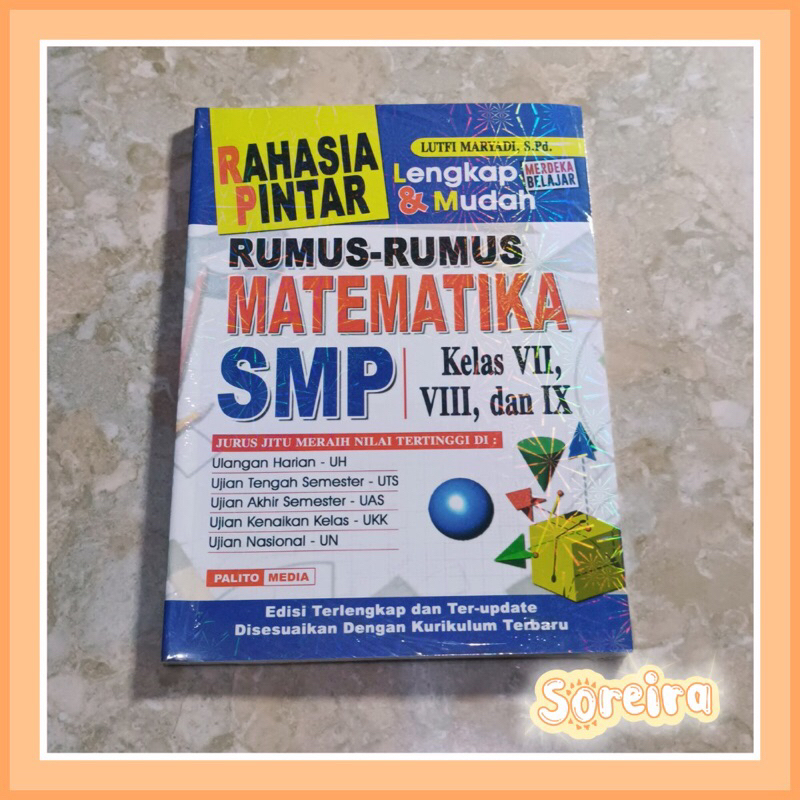 RAHASIA
PINTAR
LUTFI MARYADI, S.Pd.
Lengkap
& Mudah
MERDEKA
BELAJAR
RUMUS-RUMUS
MATEMATIKA
SMP
Kelas VII,
VIII, dan IX
JURUS JITU MERAIH NILAI TERTINGGI DI :
Ulangan Harian - UH
Ujian Tengah Semester - UTS
Ujian Akhir Semester - UAS
Ujian Kenaikan Kelas - UKK
Ujian Nasional - UN
PALITO MEDIA
Edisi Terlengkap dan Ter-update
Disesuaikan Dengan Kurikulum Terbaru
Soreira